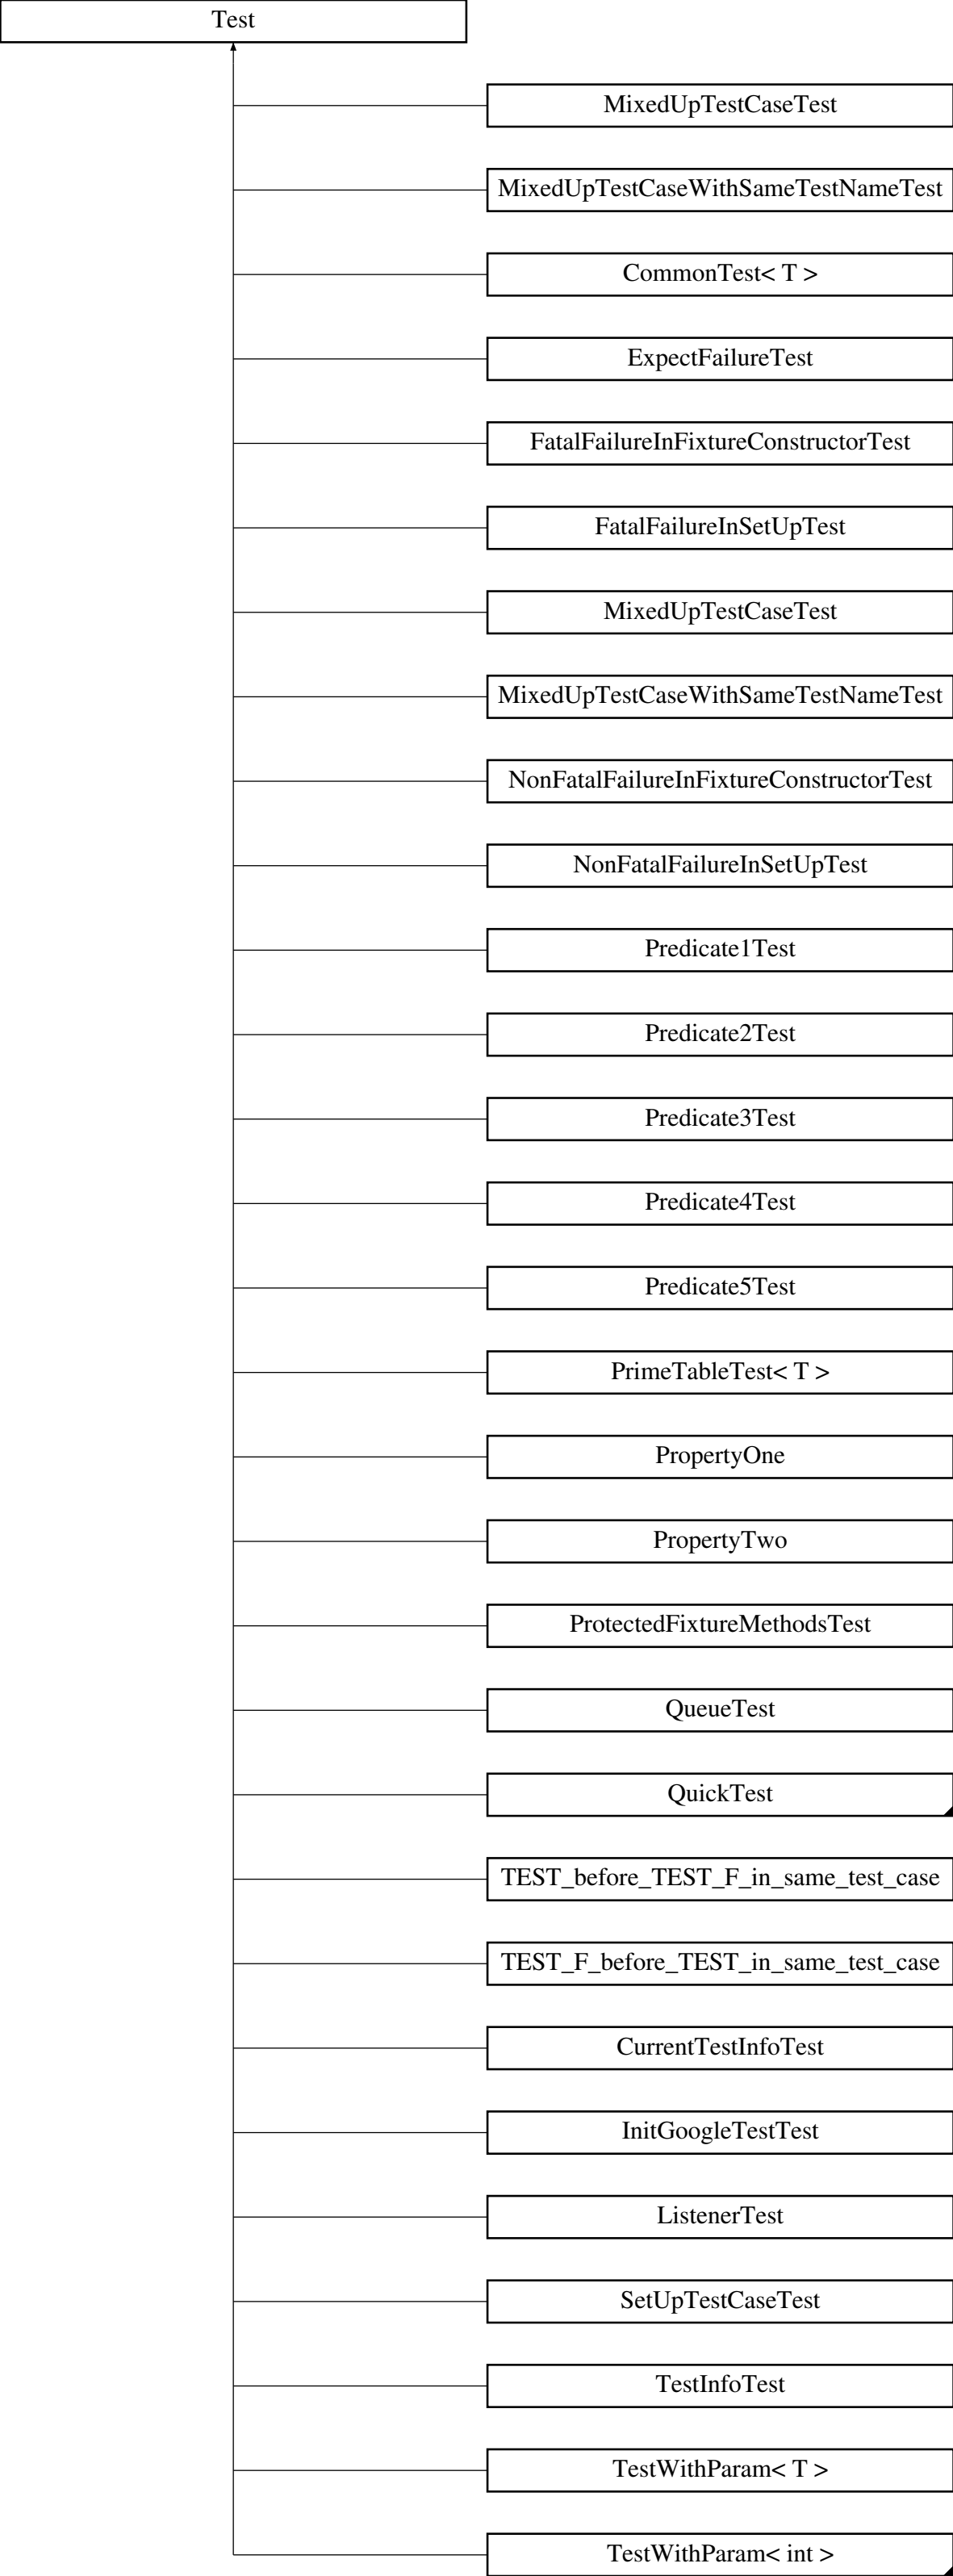 Test
MixedUpTestCaseTest
MixedUpTestCaseWithSameTestNameTest
CommonTest< T >
ExpectFailureTest
FatalFailureInFixtureConstructorTest
FatalFailureInSetUpTest
MixedUpTestCaseTest
MixedUpTestCaseWithSameTestNameTest
NonFatalFailureInFixtureConstructorTest
NonFatalFailureInSetUpTest
Predicate1Test
Predicate2Test
Predicate3Test
Predicate4Test
Predicate5Test
PrimeTableTest< T >
PropertyOne
PropertyTwo
ProtectedFixtureMethodsTest
QueueTest
QuickTest
TEST_before_TEST_F_in_same_test_case
TEST_F_before_TEST_in_same_test_case
CurrentTestInfoTest
InitGoogleTestTest
ListenerTest
SetUpTestCaseTest
TestInfoTest
TestWithParam< T >
TestWithParam< int >